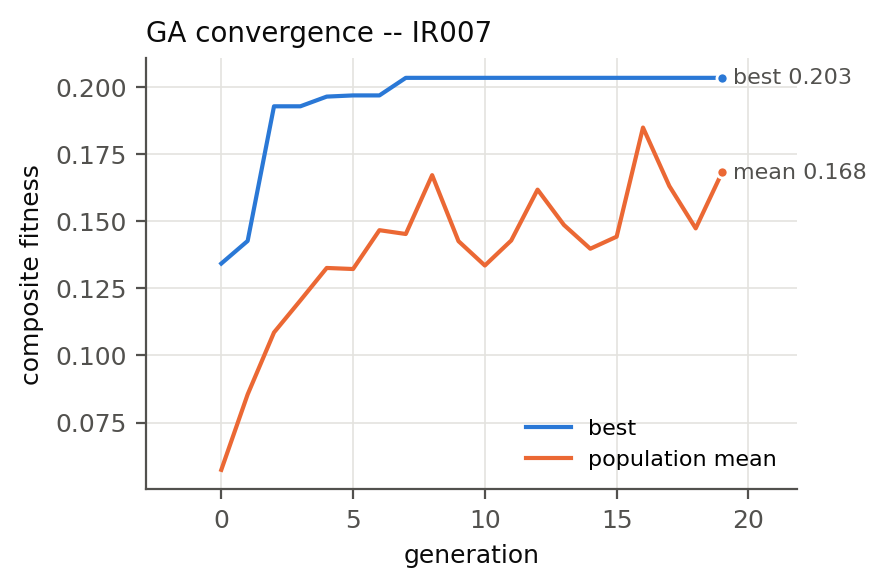 GA convergence -- IR007
composite fitness
0.200
0.175
0.150
0.125
0.100
0.075
best 0.203
mean 0.168
best
population mean
0 5 10 15 20
generation